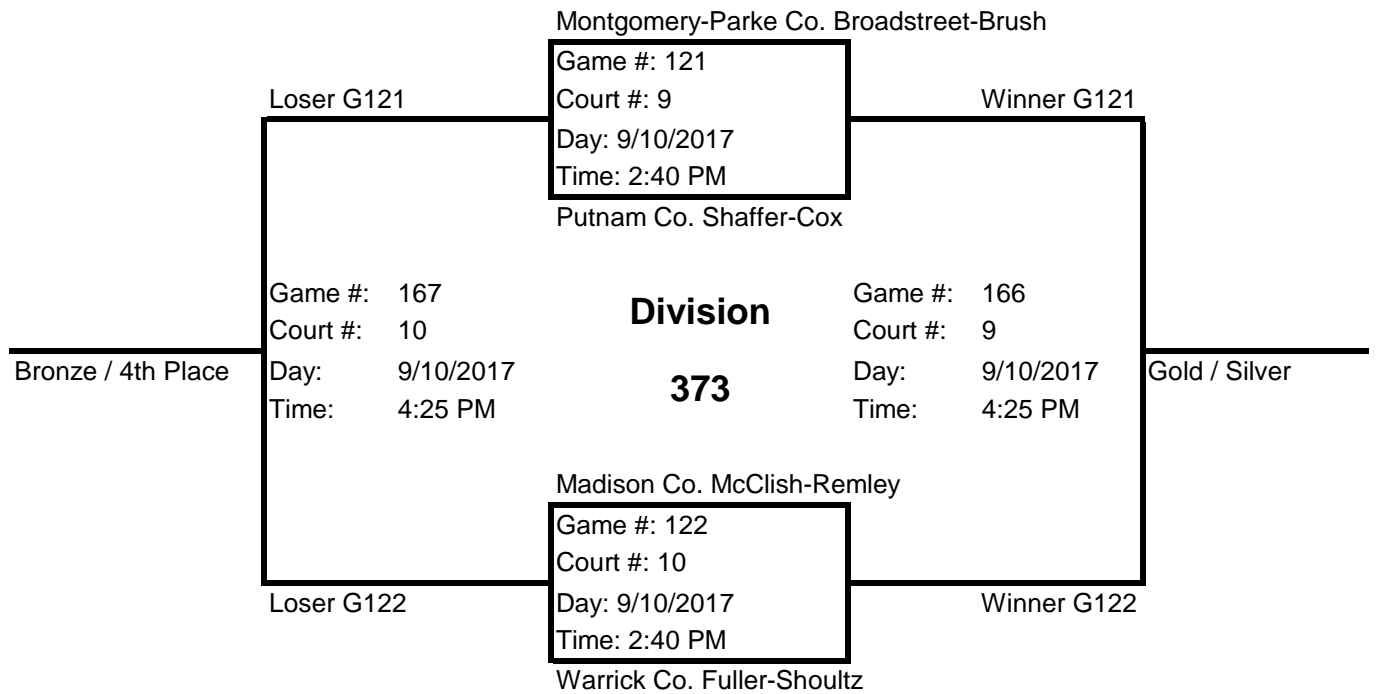 Montgomery-Parke Co. Broadstreet-Brush
Game #: 121
Loser G121 Court #: 9 Winner G121
Day: 9/10/2017
Time: 2:40 PM
Putnam Co. Shaffer-Cox
Game #: 167
Court #: 10
Day: 9/10/2017
Time: 4:25 PM
Bronze / 4th Place
Division
373
Game #: 166
Court #: 9
Day: 9/10/2017
Time: 4:25 PM
Gold / Silver
Madison Co. McClish-Remley
Game #: 122
Court #: 10
Loser G122 Day: 9/10/2017 Winner G122
Time: 2:40 PM
Warrick Co. Fuller-Shoultz